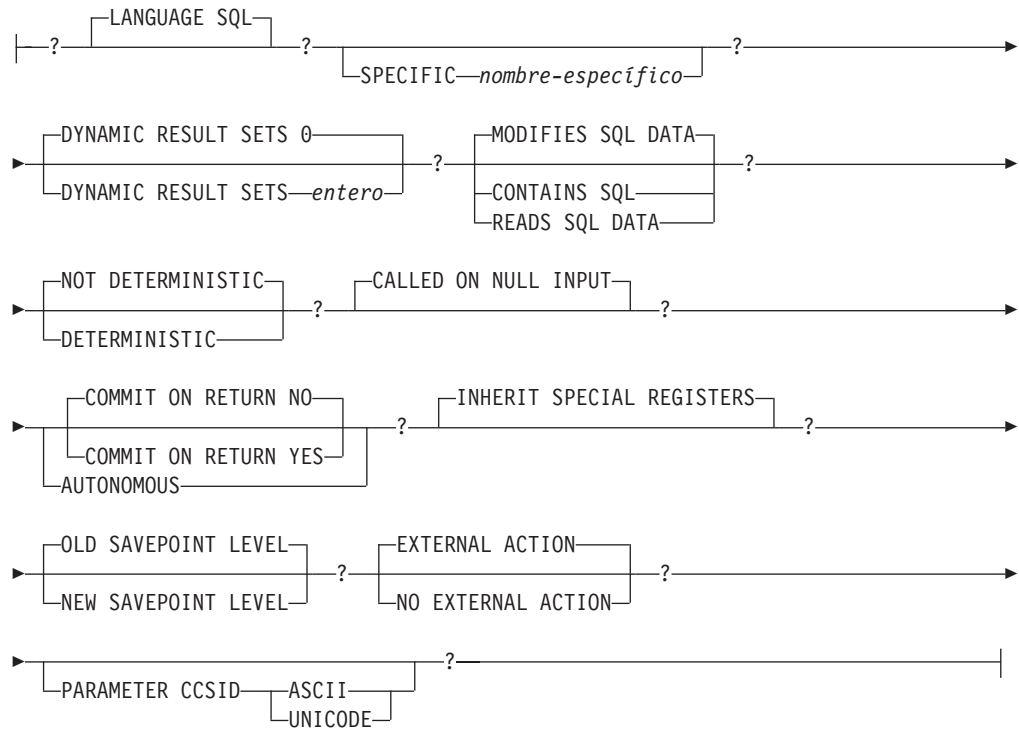 LANGUAGE SQL
? ? ?
SPECIFIC nombre-específico
DYNAMIC RESULT SETS 0 MODIFIES SQL DATA
? ?
DYNAMIC RESULT SETS entero CONTAINS SQL
READS SQL DATA
NOT DETERMINISTIC CALLED ON NULL INPUT
? ?
DETERMINISTIC
COMMIT ON RETURN NO INHERIT SPECIAL REGISTERS
? ?
COMMIT ON RETURN YES
AUTONOMOUS
OLD SAVEPOINT LEVEL EXTERNAL ACTION
? ?
NEW SAVEPOINT LEVEL NO EXTERNAL ACTION
?
PARAMETER CCSID ASCII
UNICODE